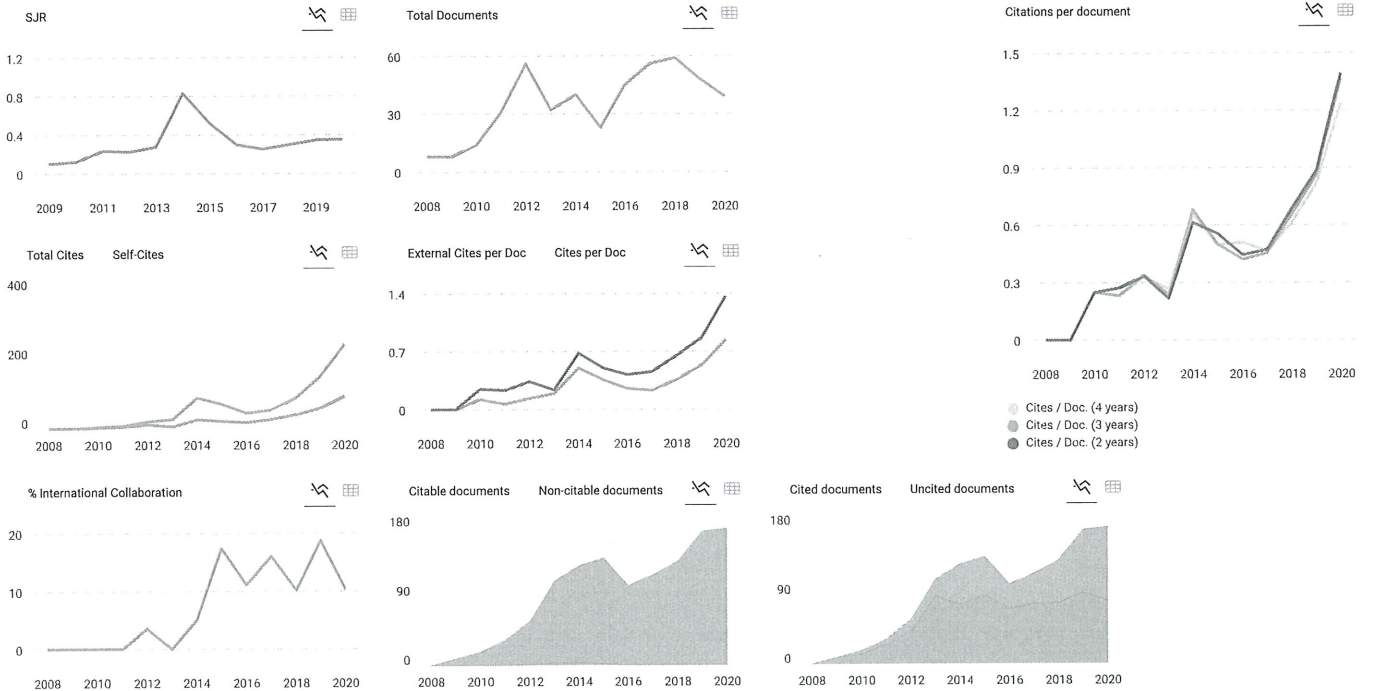 SJR
1.2
0.8
0.4
0
2009 2011 2013 2015 2017 2019
Total Documents
60
30
0
2008 2010 2012 2014 2016 2018 2020
Citations per document
1.5
1.2
0.9
0.6
0.3
0
2008 2010 2012 2014 2016 2018 2020
Cites / Doc. (4 years)
Cites / Doc. (3 years)
Cites / Doc. (2 years)
Total Cites Self-Cites
400
200
0
2008 2010 2012 2014 2016 2018 2020
External Cites per Doc Cites per Doc
1.4
0.7
0
2008 2010 2012 2014 2016 2018 2020
% International Collaboration
20
10
0
2008 2010 2012 2014 2016 2018 2020
Citable documents Non-citable documents
180
90
0
2008 2010 2012 2014 2016 2018 2020
Cited documents Uncited documents
180
90
0
2008 2010 2012 2014 2016 2018 2020